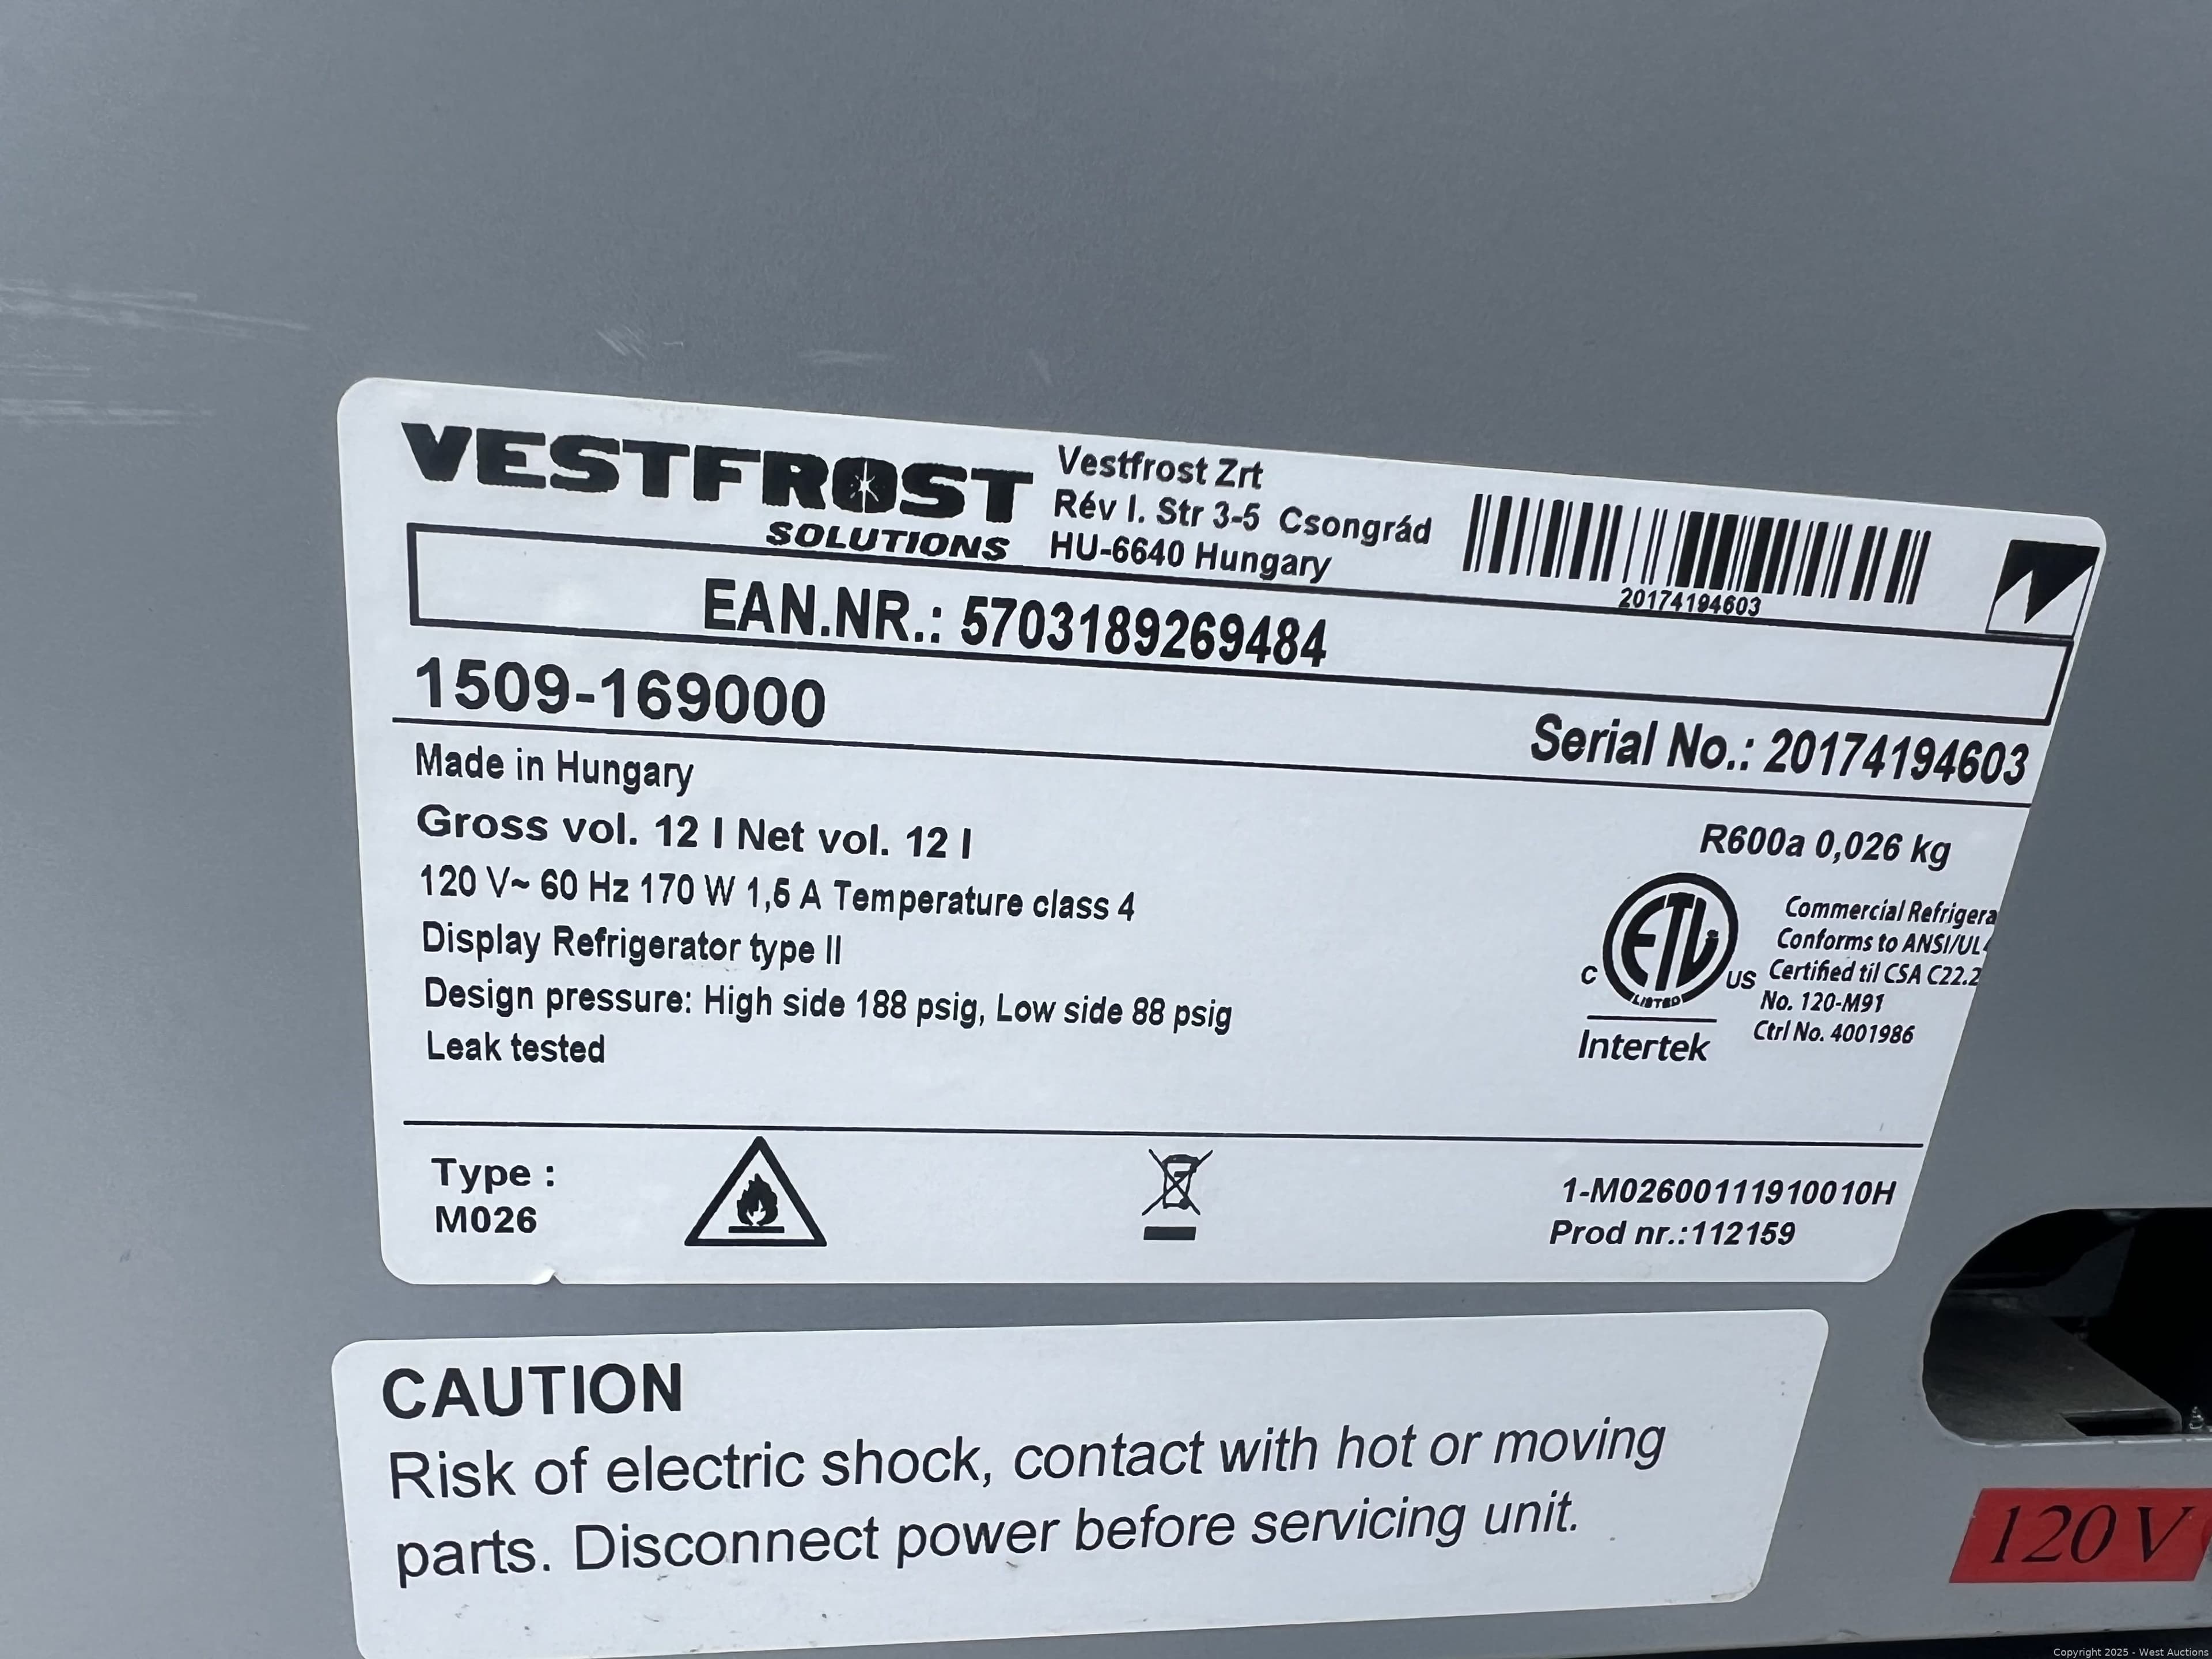 VESTFROST
SOLUTIONS
Vestfrost Zrt
Rév I. Str 3-5 Csongrád
HU-6640 Hungary
20174194603
EAN.NR.: 5703189269484
1509-169000
Serial No.: 20174194603
Made in Hungary
Gross vol. 12 l Net vol. 12 l
120 V~ 60 Hz 170 W 1,5 A Temperature class 4
Display Refrigerator type II
Design pressure: High side 188 psig, Low side 88 psig
Leak tested
R600a 0,026 kg
ETL
C US
LISTED
Intertek
Commercial Refrigera
Conforms to ANSI/UL
Certified til CSA C22.2
No. 120-M91
Ctrl No. 4001986
Type :
M026
1-M02600111910010H
Prod nr.:112159
CAUTION
Risk of electric shock, contact with hot or moving
parts. Disconnect power before servicing unit.
120 V
Copyright 2025 - West Auctions